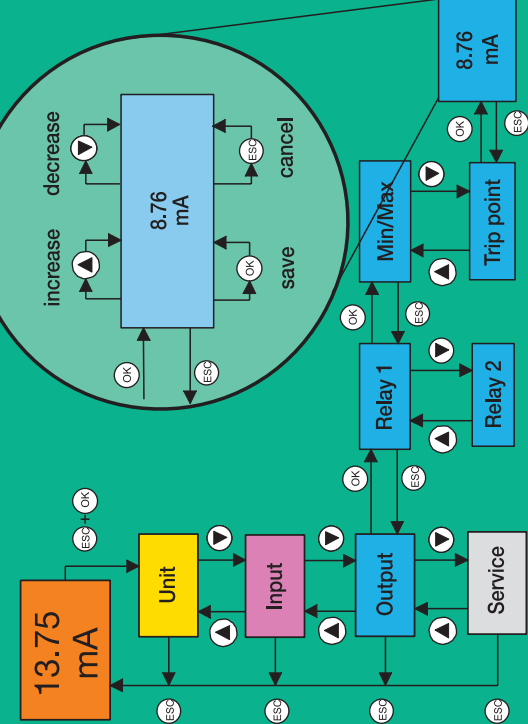 13.75
mA
ESC + OK
Unit
Input
Output
Service
ESC
ESC
ESC
ESC
OK
ESC
Relay 1
Relay 2
OK
ESC
Min/Max
Trip point
OK
ESC
8.76
mA
increase
decrease
OK
ESC
8.76
mA
OK
ESC
save
cancel